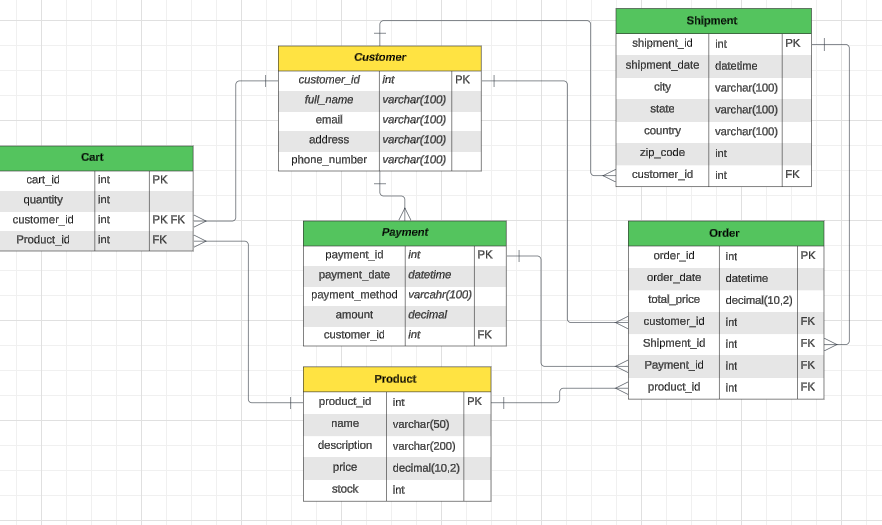 Shipment
shipment_id int PK
shipment_date datetime
city varchar(100)
state varchar(100)
country varchar(100)
zip_code int
customer_id int FK
Customer
customer_id int PK
full_name varchar(100)
email varchar(100)
address varchar(100)
phone_number varchar(100)
Cart
cart_id int PK
quantity int
customer_id int PK FK
Product_id int FK
Payment
payment_id int PK
payment_date datetime
payment_method varcahr(100)
amount decimal
customer_id int FK
Order
order_id int PK
order_date datetime
total_price decimal(10,2)
customer_id int FK
Shipment_id int FK
Payment_id int FK
product_id int FK
Product
product_id int PK
name varchar(50)
description varchar(200)
price decimal(10,2)
stock int